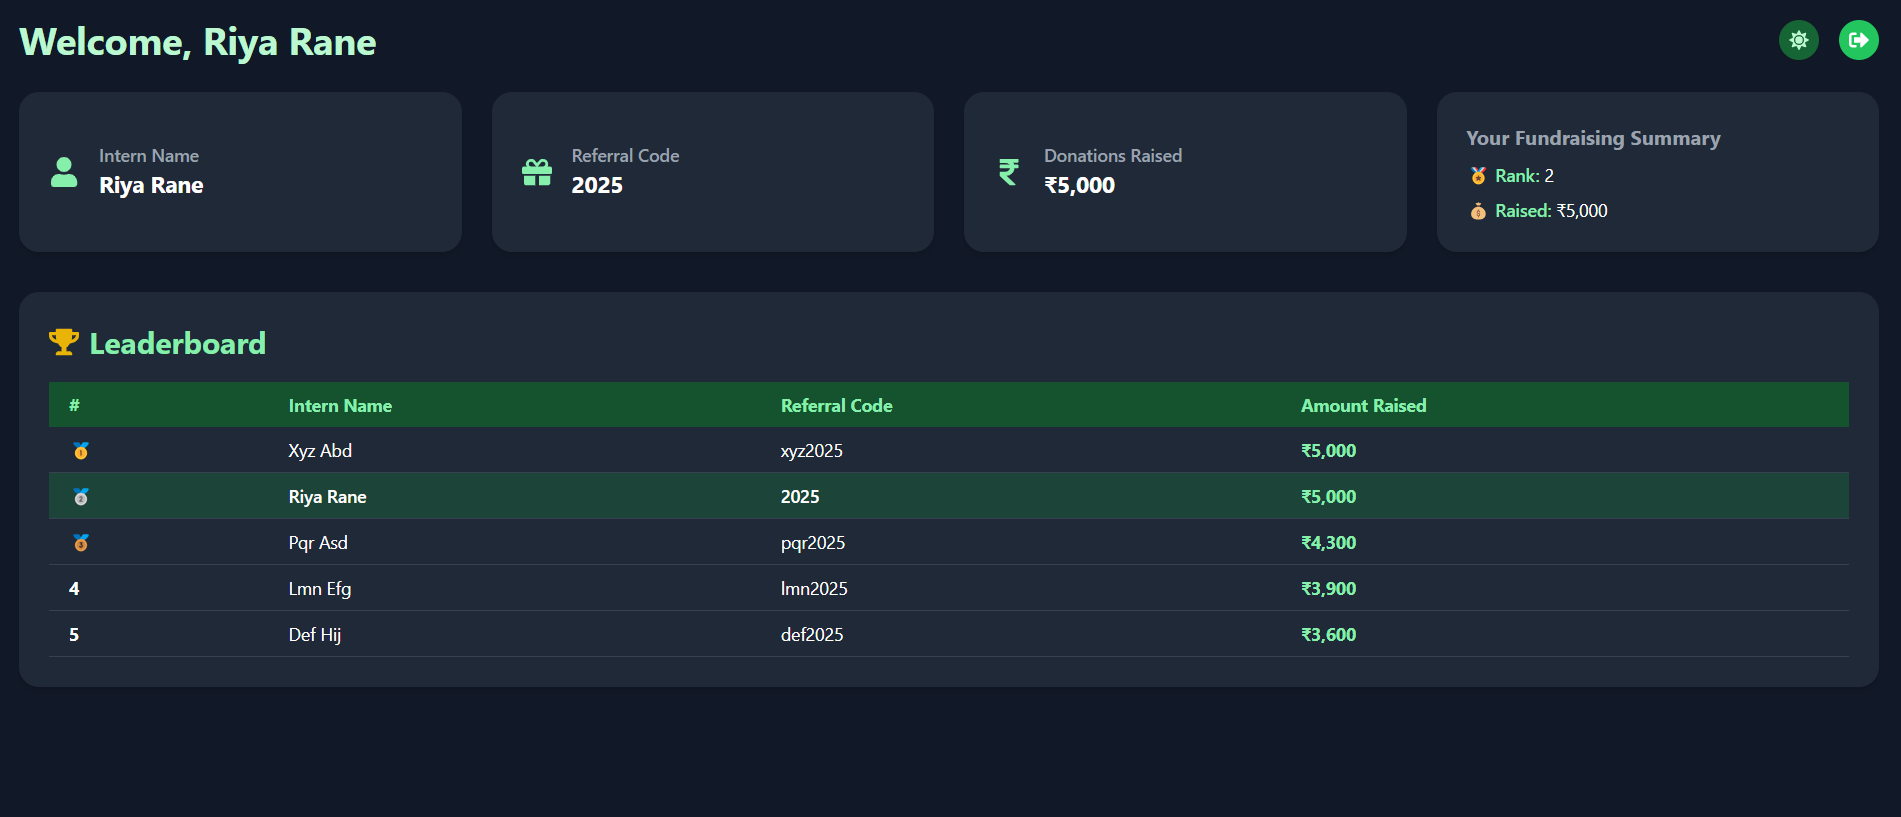 Welcome, Riya Rane
Intern Name
Riya Rane
Referral Code
2025
Donations Raised
₹5,000
Your Fundraising Summary
🏅 Rank: 2
💰 Raised: ₹5,000
🏆 Leaderboard
# Intern Name Referral Code Amount Raised
🥇 Xyz Abd xyz2025 ₹5,000
🥈 Riya Rane 2025 ₹5,000
🥉 Pqr Asd pqr2025 ₹4,300
4 Lmn Efg lmn2025 ₹3,900
5 Def Hij def2025 ₹3,600